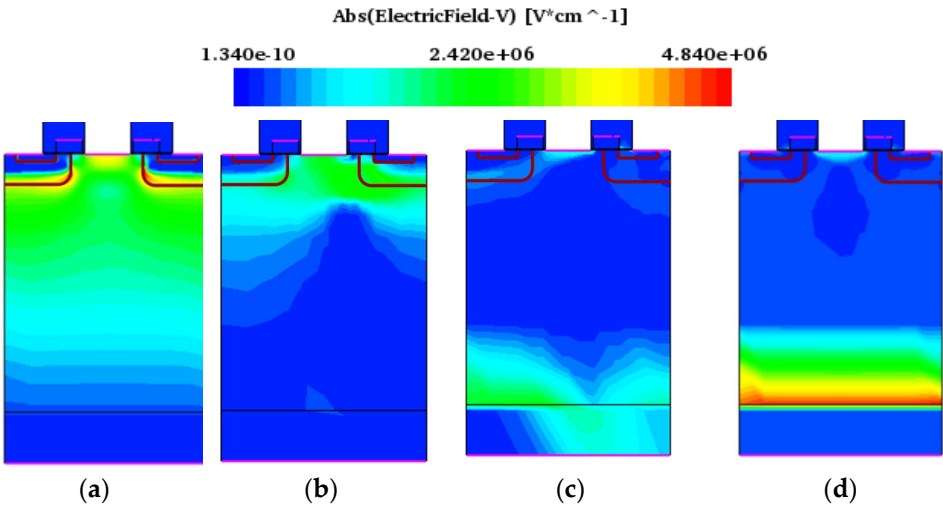 Abs(ElectricField-V) [V*cm^-1]
1.340e-10 2.420e+06 4.840e+06
(a) (b) (c) (d)